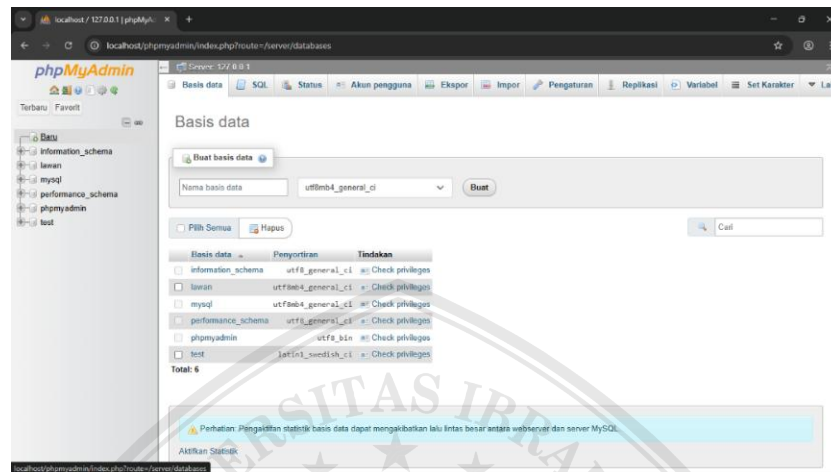 localhost / 127.0.0.1 | phpMyA
localhost/phpmyadmin/index.php?route=/server/databases
phpMyAdmin
Terbaru Favorit
Baru
information_schema
lawan
mysql
performance_schema
phpmyadmin
test
Server: 127.0.0.1
Basis data SQL Status Akun pengguna Ekspor Impor Pengaturan Replikasi Variabel Set Karakter
Basis data
Buat basis data
Nama basis data utf8mb4_general_ci Buat
Pilih Semua Hapus Cari
Basis data Penyortiran Tindakan
information_schema utf8_general_ci Check privileges
lawan utf8mb4_general_ci Check privileges
mysql utf8mb4_general_ci Check privileges
performance_schema utf8_general_ci Check privileges
phpmyadmin utf8_bin Check privileges
test latin1_swedish_ci Check privileges
Total: 6
Perhatian: Pengaktifan statistik basis data dapat mengakibatkan lalu lintas besar antara webserver dan server MySQL.
Aktifkan Statistik
localhost/phpmyadmin/index.php?route=/server/databases